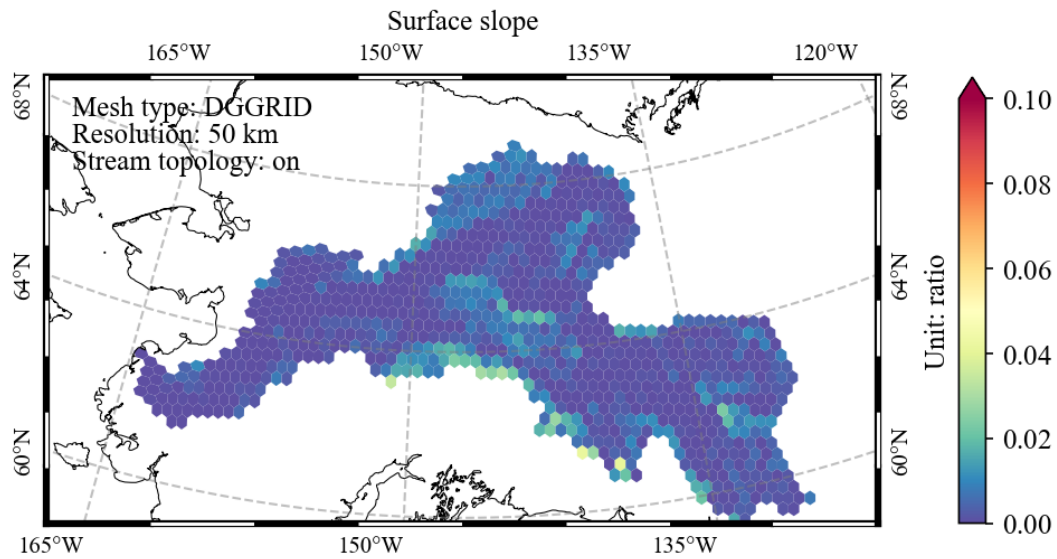 Surface slope
165°W 150°W 135°W 120°W
68°N 68°N
Mesh type: DGGRID
Resolution: 50 km
Stream topology: on
0.10
0.08
64°N 64°N
0.06
Unit: ratio
0.04
0.02
60°N 60°N
0.00
165°W 150°W 135°W